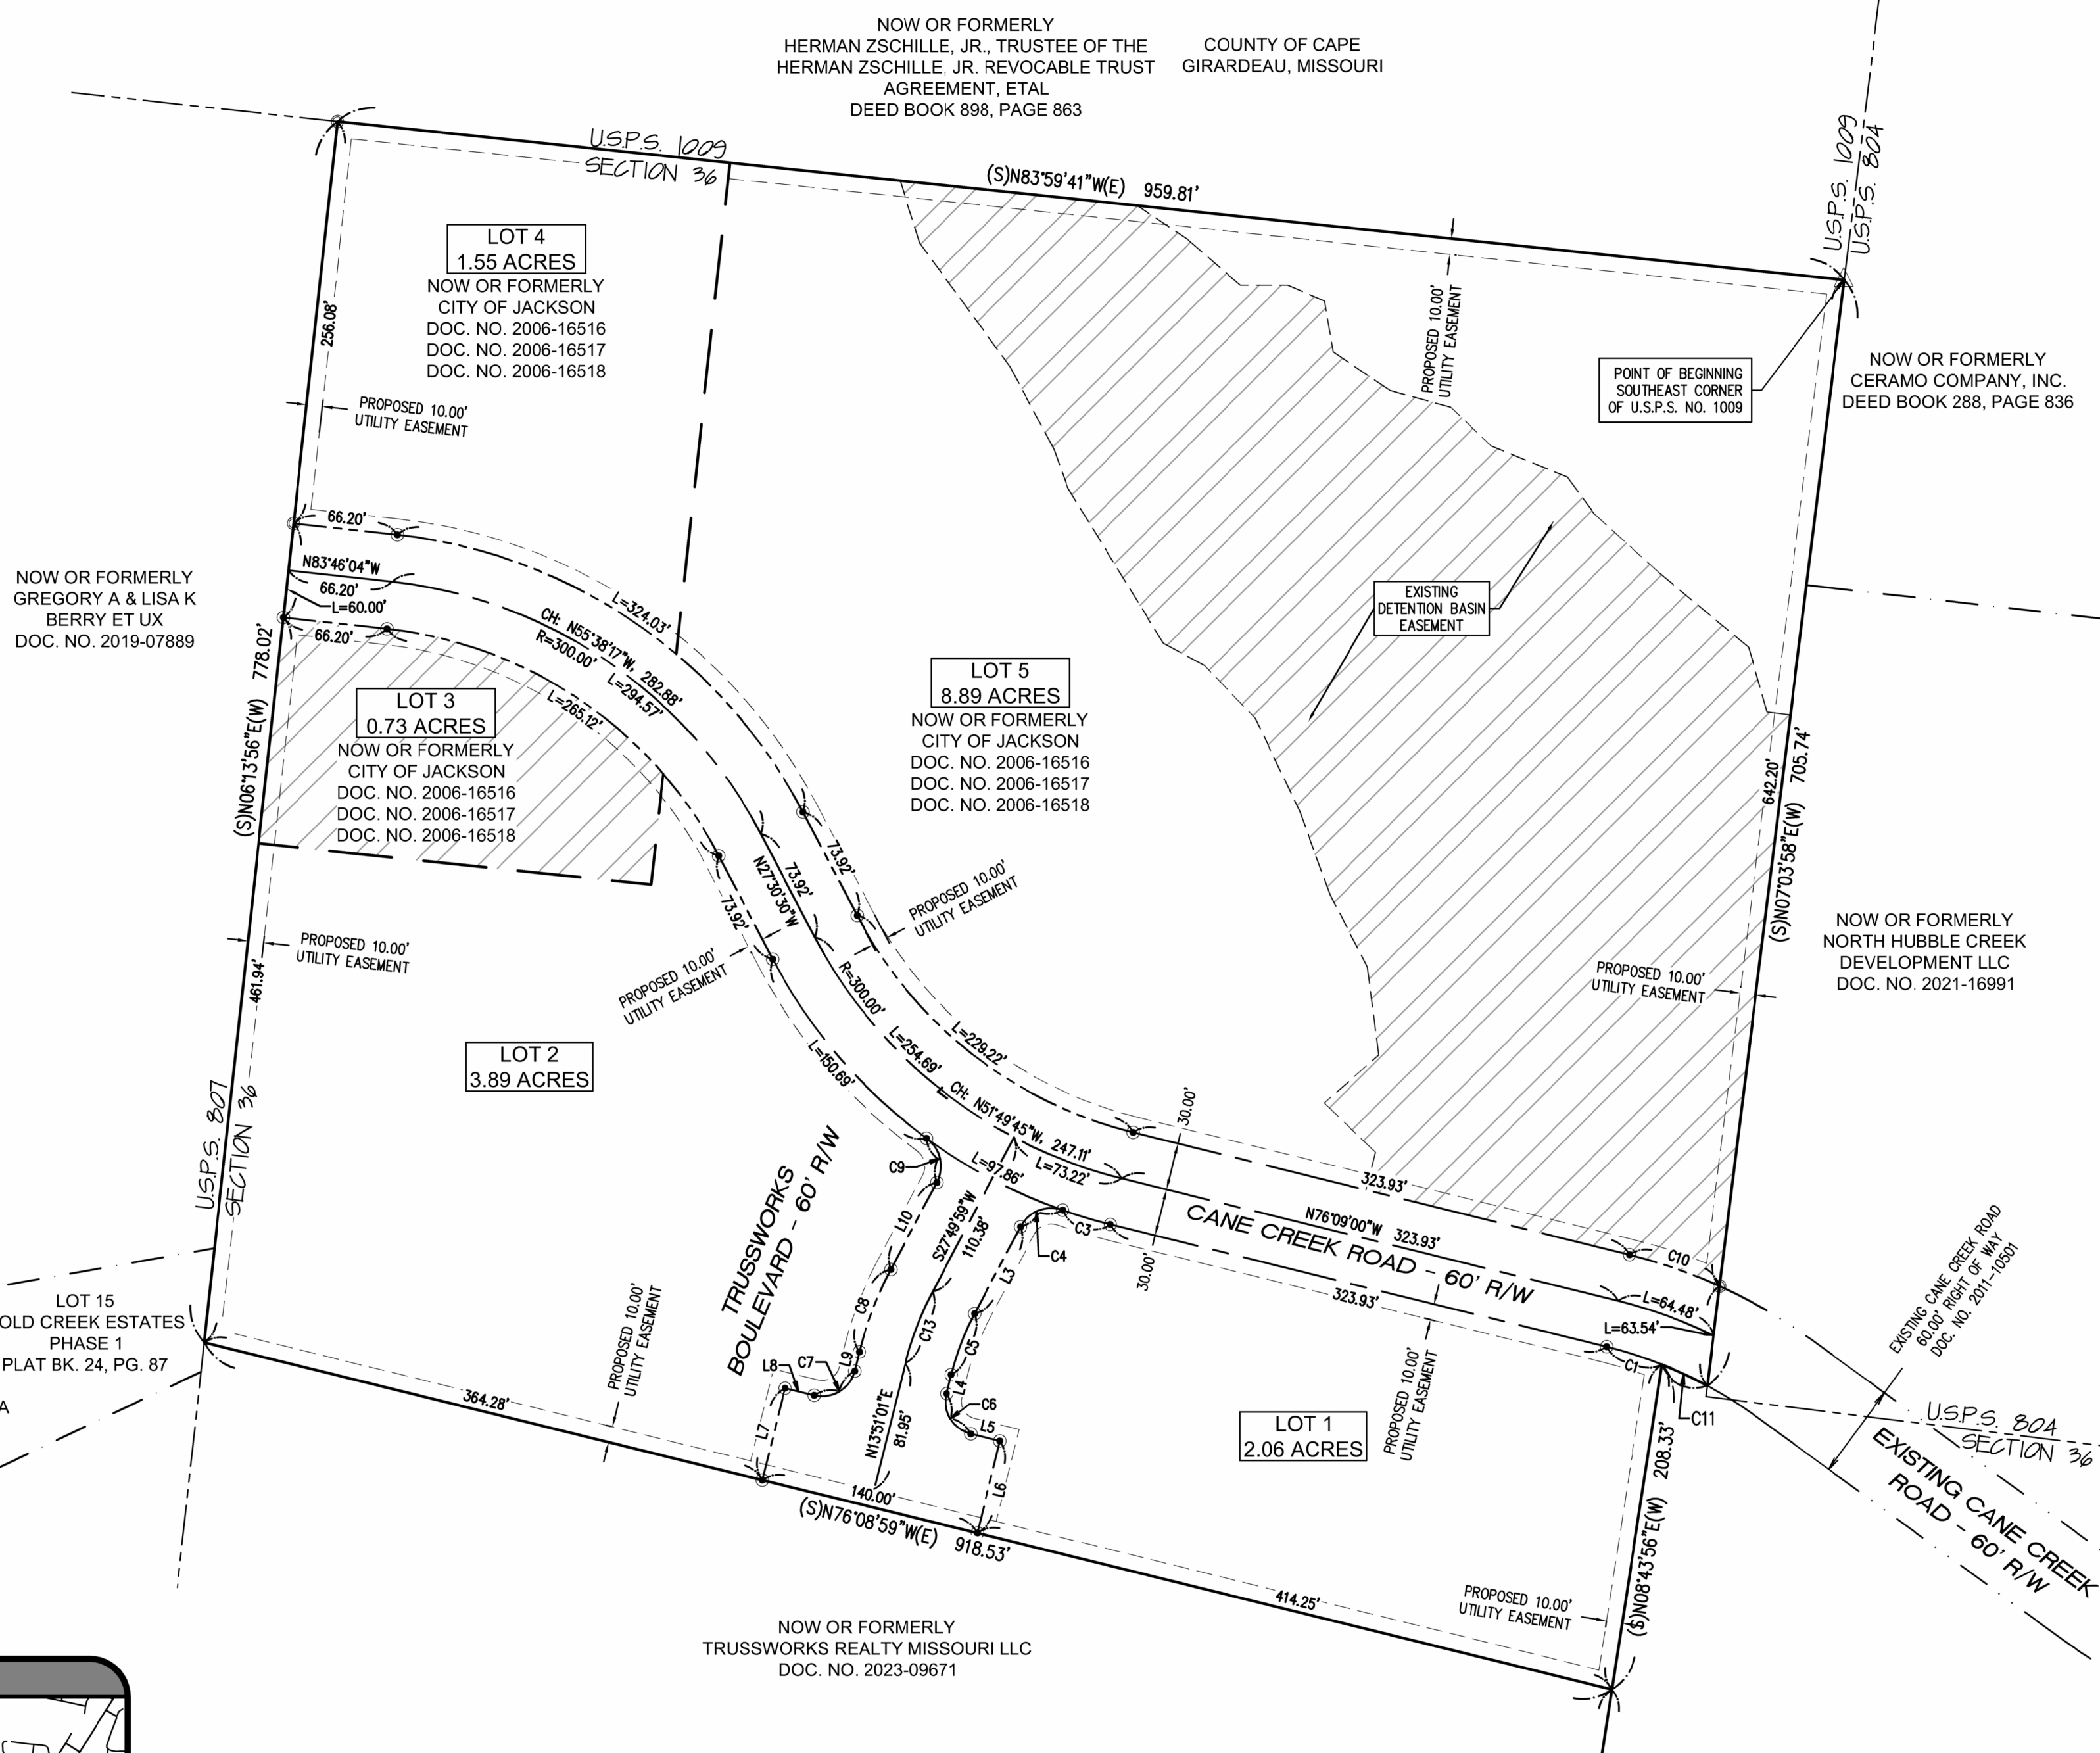 NOW OR FORMERLY
HERMAN ZSCHILLE, JR., TRUSTEE OF THE
HERMAN ZSCHILLE, JR. REVOCABLE TRUST
AGREEMENT, ETAL
DEED BOOK 898, PAGE 863
COUNTY OF CAPE
GIRARDEAU, MISSOURI
U.S.P.S. 1009
SECTION 36
(S)N83°59'41"W(E) 959.81'
U.S.P.S. 1009
U.S.P.S. 804
LOT 4
1.55 ACRES
NOW OR FORMERLY
CITY OF JACKSON
DOC. NO. 2006-16516
DOC. NO. 2006-16517
DOC. NO. 2006-16518
256.08'
PROPOSED 10.00'
UTILITY EASEMENT
PROPOSED 10.00'
UTILITY EASEMENT
POINT OF BEGINNING
SOUTHEAST CORNER
OF U.S.P.S. NO. 1009
NOW OR FORMERLY
CERAMO COMPANY, INC.
DEED BOOK 288, PAGE 836
66.20'
N83°46'04"W
66.20'
L=60.00'
66.20'
NOW OR FORMERLY
GREGORY A & LISA K
BERRY ET UX
DOC. NO. 2019-07889
(S)N06°13'56"E(W) 778.02'
L=324.03'
CH: N55°38'17"W, 282.88'
R=300.00'
L=294.57'
L=265.12'
EXISTING
DETENTION BASIN
EASEMENT
LOT 3
0.73 ACRES
NOW OR FORMERLY
CITY OF JACKSON
DOC. NO. 2006-16516
DOC. NO. 2006-16517
DOC. NO. 2006-16518
LOT 5
8.89 ACRES
NOW OR FORMERLY
CITY OF JACKSON
DOC. NO. 2006-16516
DOC. NO. 2006-16517
DOC. NO. 2006-16518
642.20'
(S)N07°03'58"E(W) 705.74'
73.92'
73.92'
N27°30'30"W
73.92'
PROPOSED 10.00'
UTILITY EASEMENT
PROPOSED 10.00'
UTILITY EASEMENT
PROPOSED 10.00'
UTILITY EASEMENT
461.94'
PROPOSED 10.00'
UTILITY EASEMENT
NOW OR FORMERLY
NORTH HUBBLE CREEK
DEVELOPMENT LLC
DOC. NO. 2021-16991
R=300.00'
L=254.69'
L=229.22'
L=150.69'
CH: N51°49'45"W, 247.11'
LOT 2
3.89 ACRES
U.S.P.S. 807
SECTION 36
30.00'
30.00'
L=97.86'
L=73.22'
C9
L10
S27°49'59"W
110.38'
C3
C4
L3
323.93'
N76°09'00"W 323.93'
CANE CREEK ROAD - 60' R/W
323.93'
C10
L=64.48'
L=63.54'
C1
C11
TRUSSWORKS
BOULEVARD - 60' R/W
C8
C13
C5
L8
C7
L9
L4
C6
L5
L7
N13°51'01"E
81.95'
L6
EXISTING CANE CREEK ROAD
60.00' RIGHT OF WAY
DOC. NO. 2011-10501
LOT 15
OLD CREEK ESTATES
PHASE 1
PLAT BK. 24, PG. 87
A
364.28'
PROPOSED 10.00'
UTILITY EASEMENT
140.00'
(S)N76°08'59"W(E) 918.53'
LOT 1
2.06 ACRES
PROPOSED 10.00'
UTILITY EASEMENT
U.S.P.S. 804
SECTION 36
EXISTING CANE CREEK
ROAD - 60' R/W
(S)N08°43'56"E(W) 208.33'
PROPOSED 10.00'
UTILITY EASEMENT
414.25'
NOW OR FORMERLY
TRUSSWORKS REALTY MISSOURI LLC
DOC. NO. 2023-09671